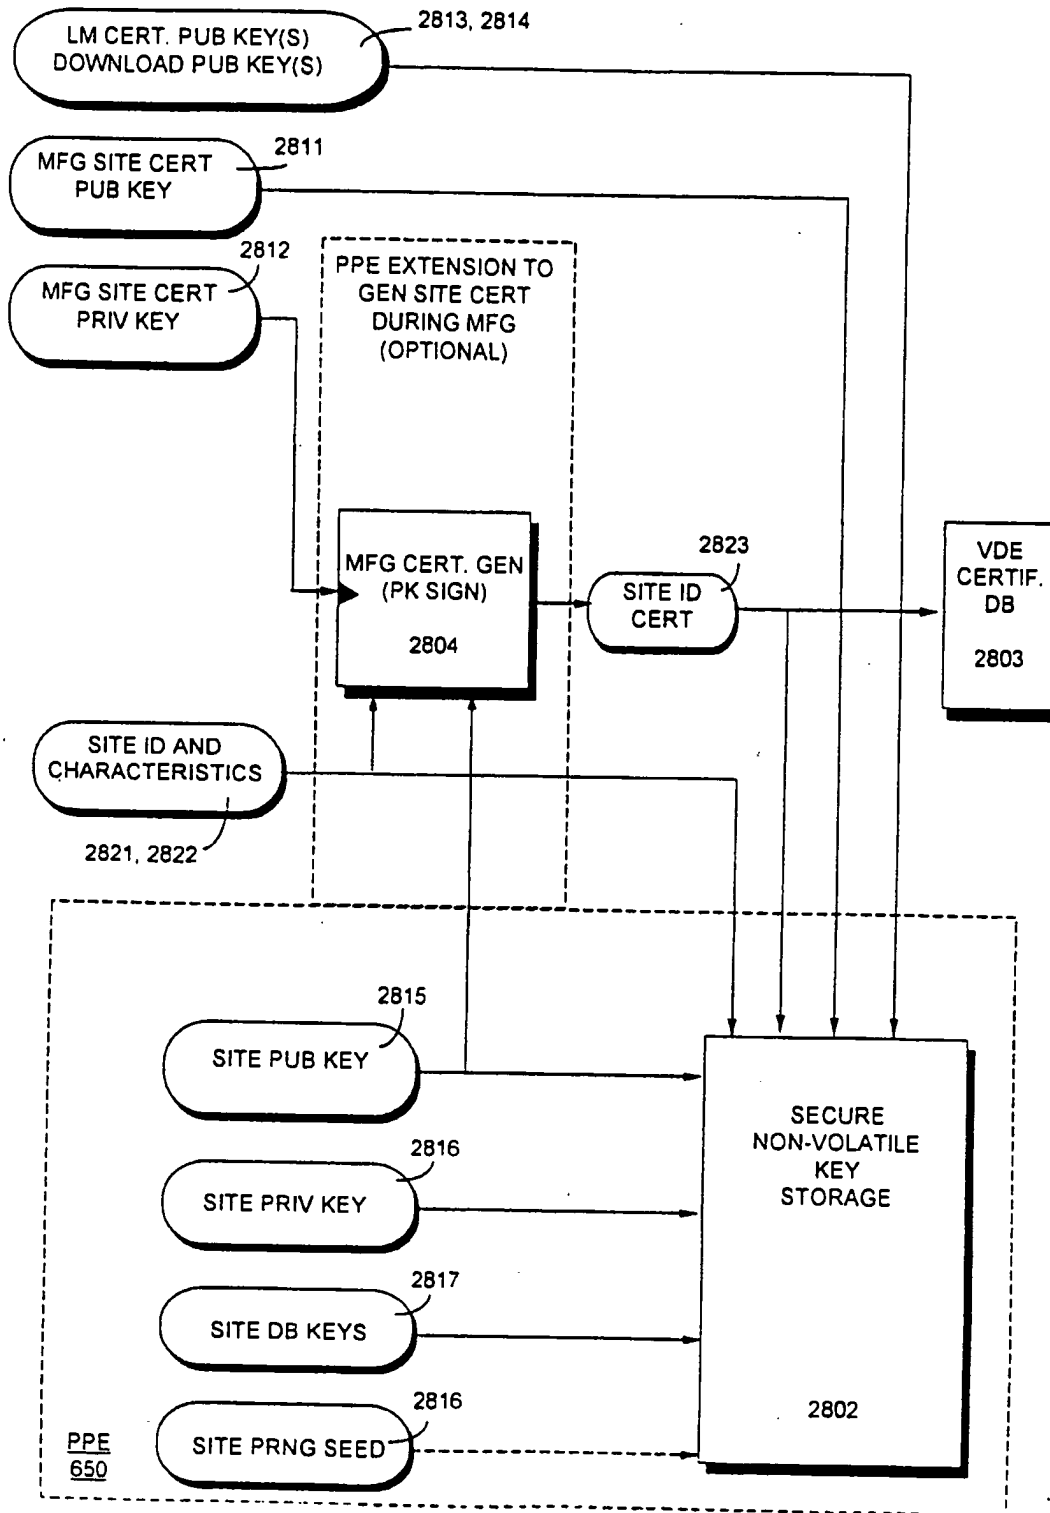 LM CERT. PUB KEY(S)
DOWNLOAD PUB KEY(S)
2813, 2814
MFG SITE CERT
PUB KEY
2811
MFG SITE CERT
PRIV KEY
2812
PPE EXTENSION TO
GEN SITE CERT
DURING MFG
(OPTIONAL)
MFG CERT. GEN
(PK SIGN)
2804
SITE ID
CERT
2823
VDE
CERTIF.
DB
2803
SITE ID AND
CHARACTERISTICS
2821, 2822
SITE PUB KEY
2815
SITE PRIV KEY
2816
SITE DB KEYS
2817
SITE PRNG SEED
2816
SECURE
NON-VOLATILE
KEY
STORAGE
2802
PPE
650